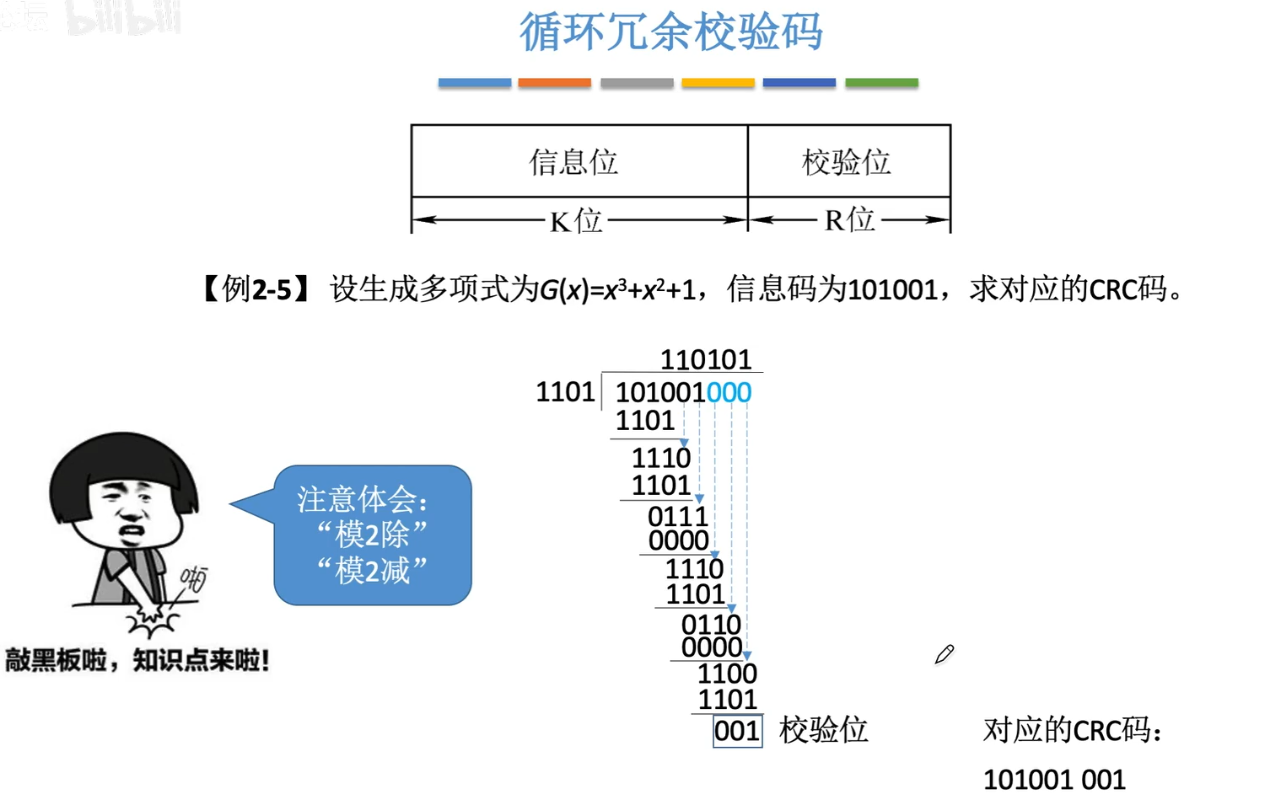 bilibili
循环冗余校验码
信息位 校验位
K位 R位
【例2-5】 设生成多项式为G(x)=x³+x²+1，信息码为101001，求对应的CRC码。
110101
1101 101001000
1101
1110
1101
0111
0000
1110
1101
0110
0000
1100
1101
001 校验位
注意体会：
“模2除”
“模2减”
啪
敲黑板啦，知识点来啦!
对应的CRC码：
101001 001